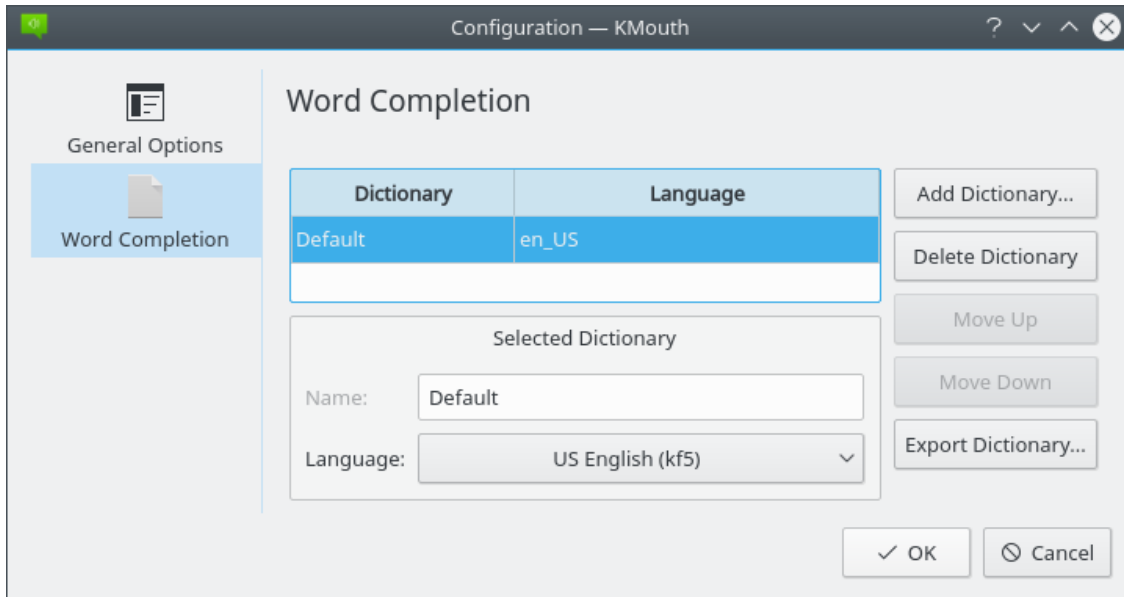 Configuration — KMouth
General Options
Word Completion
Word Completion
Dictionary Language
Default en_US
Selected Dictionary
Name: Default
Language: US English (kf5)
Add Dictionary...
Delete Dictionary
Move Up
Move Down
Export Dictionary...
OK Cancel